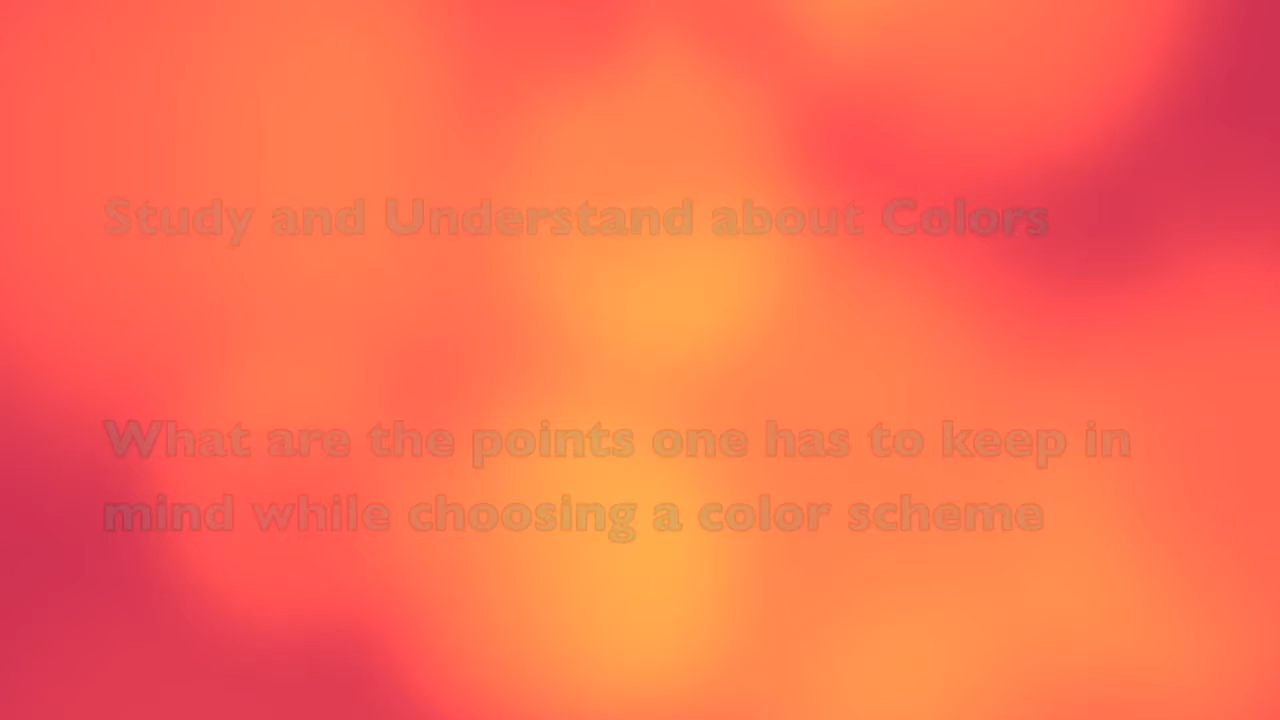 Study and Understand about Colors
What are the points one has to keep in
mind while choosing a color scheme